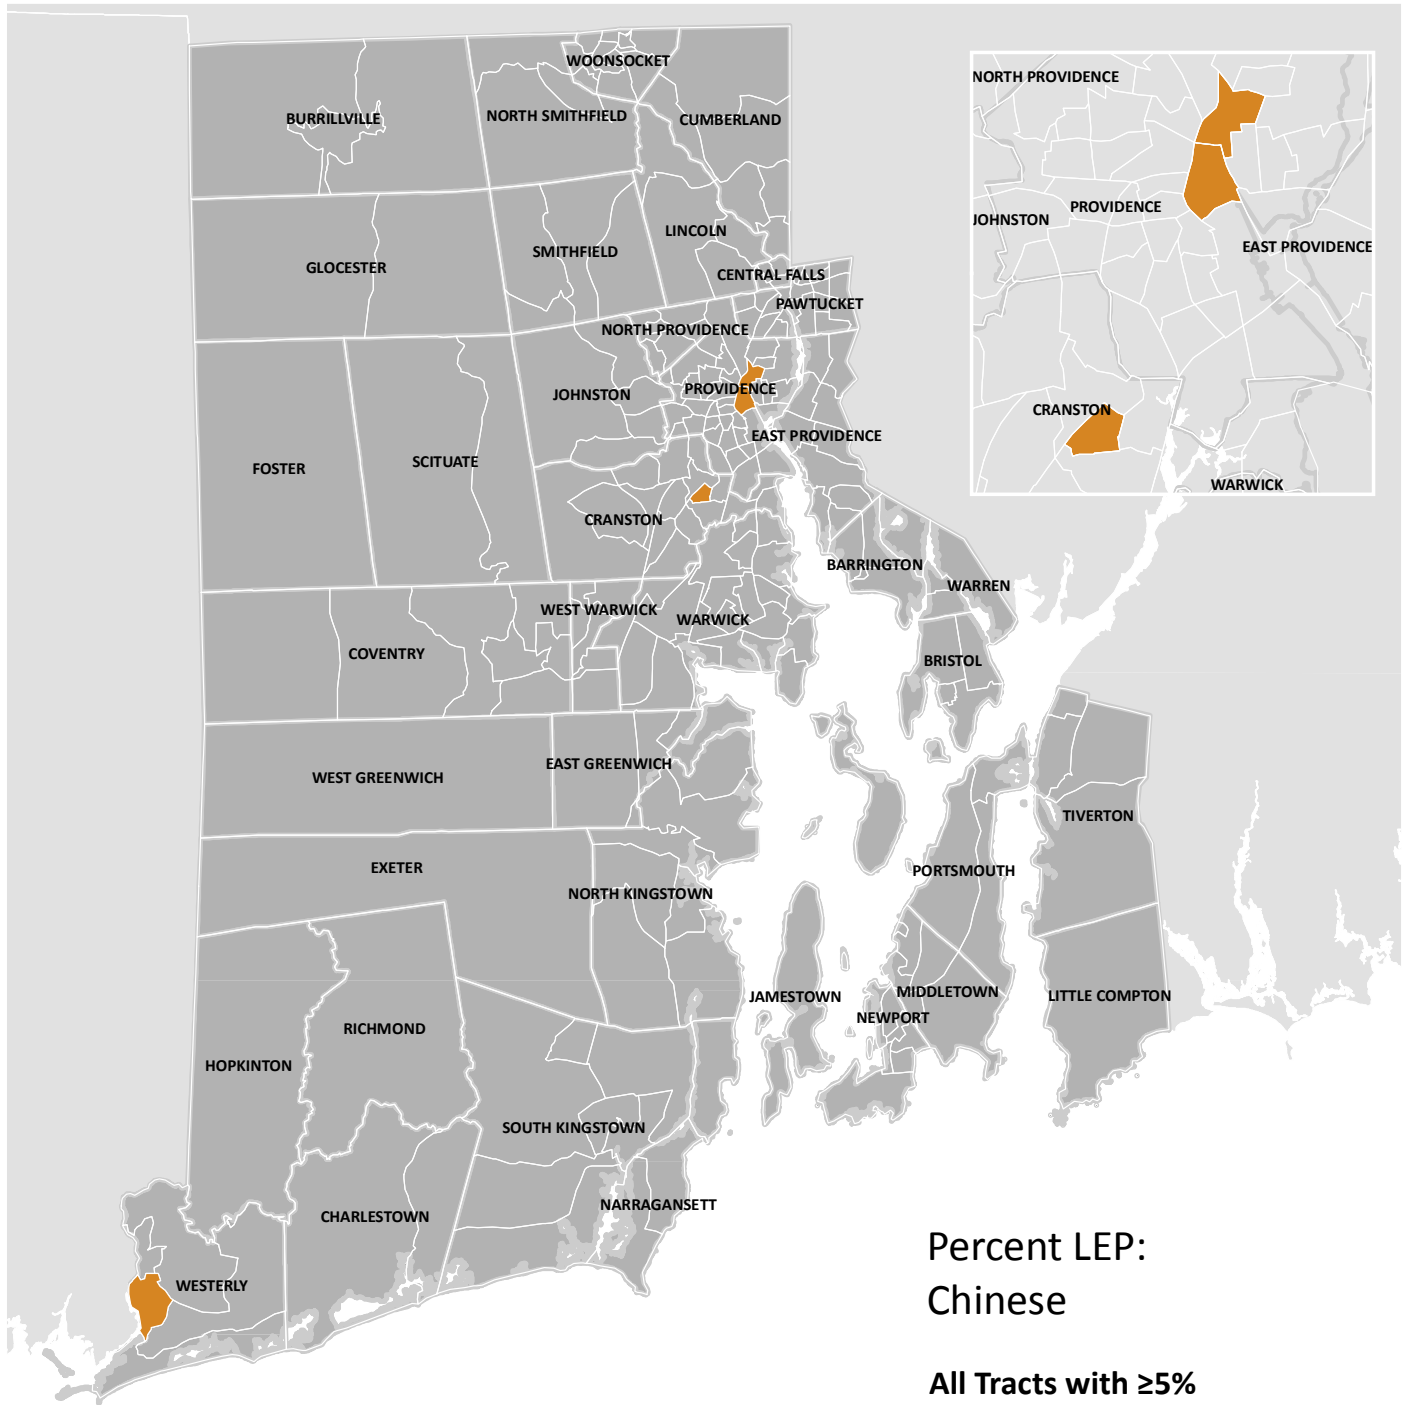 WOONSOCKET
BURRILLVILLE
NORTH SMITHFIELD
CUMBERLAND
LINCOLN
SMITHFIELD
GLOCESTER
CENTRAL FALLS
PAWTUCKET
NORTH PROVIDENCE
PROVIDENCE
JOHNSTON
EAST PROVIDENCE
SCITUATE
FOSTER
CRANSTON
BARRINGTON
WARREN
WEST WARWICK
WARWICK
COVENTRY
BRISTOL
EAST GREENWICH
WEST GREENWICH
TIVERTON
EXETER
PORTSMOUTH
NORTH KINGSTOWN
MIDDLETOWN
JAMESTOWN
LITTLE COMPTON
NEWPORT
RICHMOND
HOPKINTON
SOUTH KINGSTOWN
NARRAGANSETT
CHARLESTOWN
WESTERLY
NORTH PROVIDENCE
PROVIDENCE
JOHNSTON
EAST PROVIDENCE
CRANSTON
WARWICK
Percent LEP:
Chinese
All Tracts with ≥5%